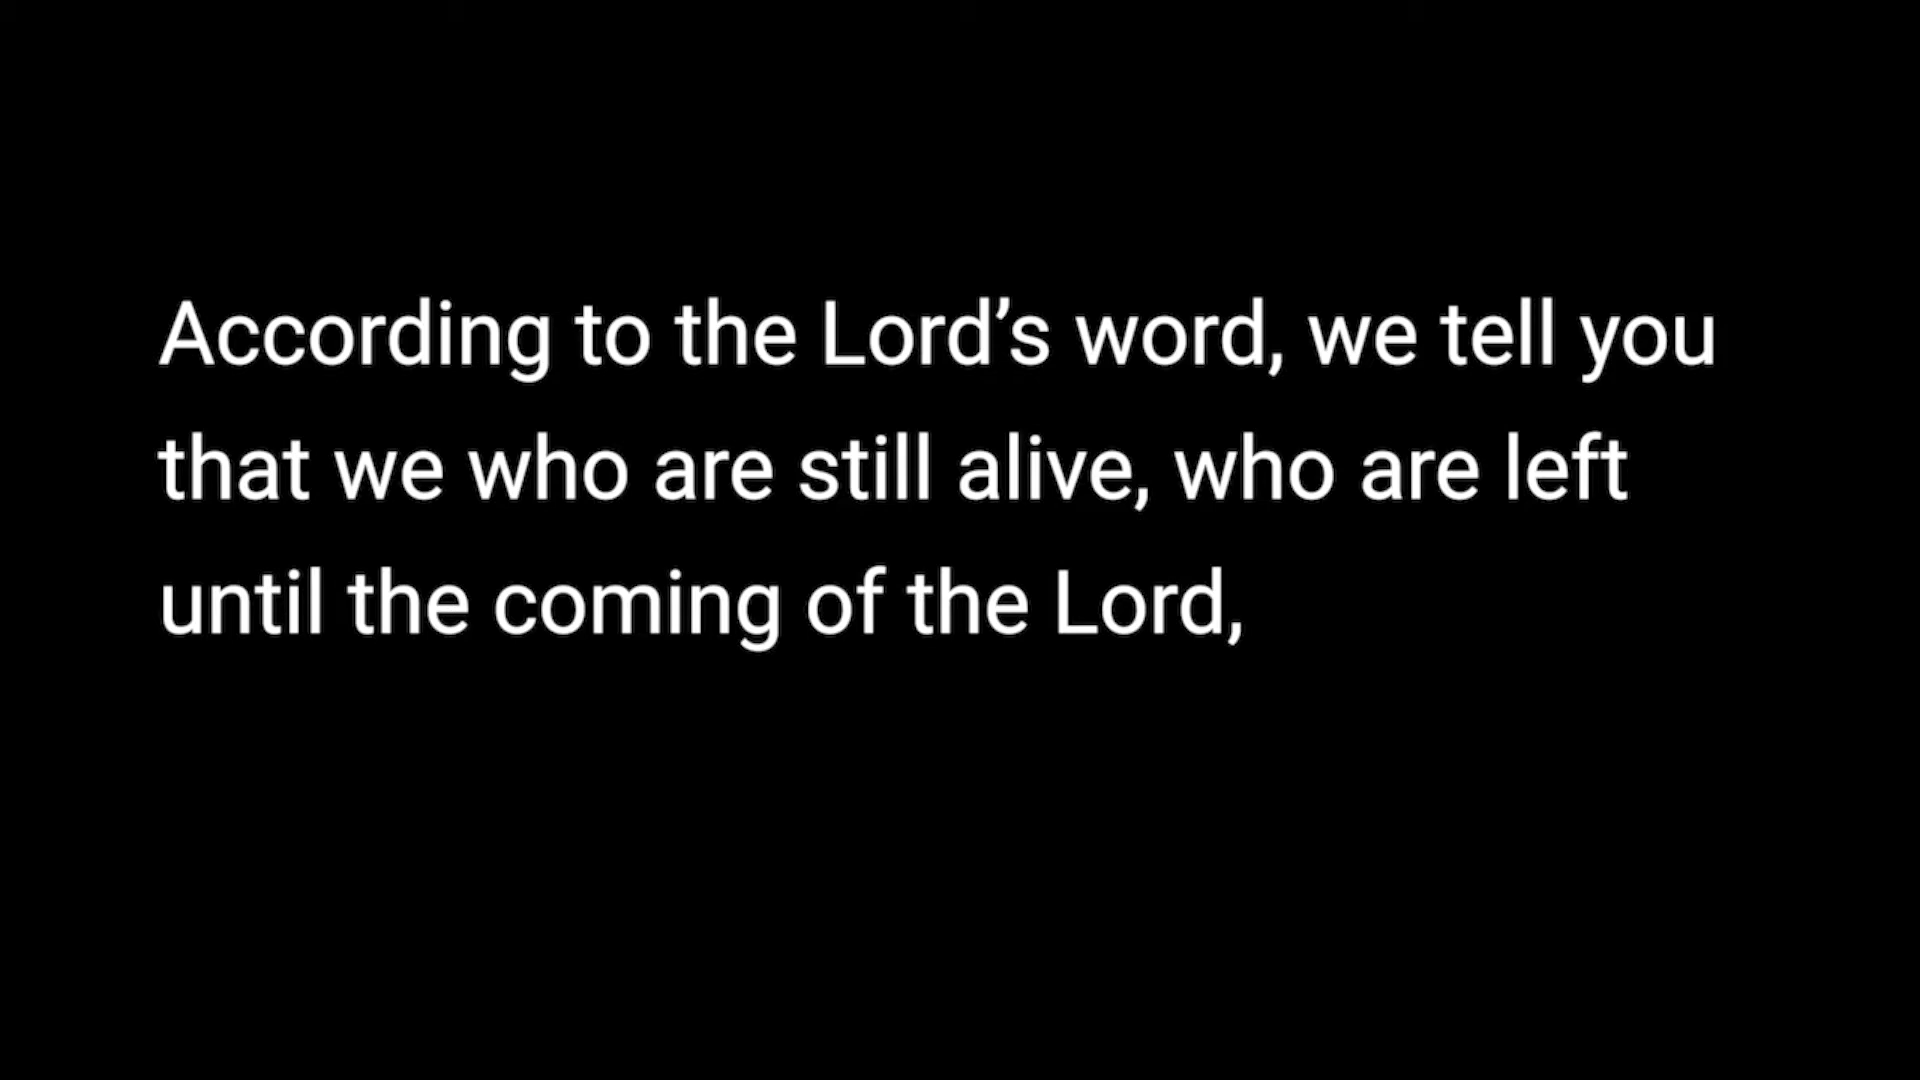 According to the Lord’s word, we tell you
that we who are still alive, who are left
until the coming of the Lord,